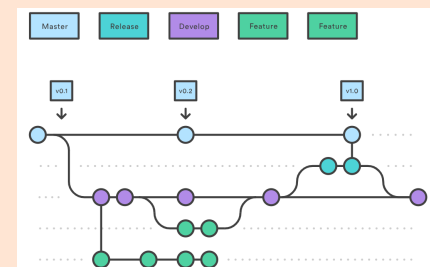 Master
Release
Develop
Feature
Feature
v0.1
v0.2
v1.0